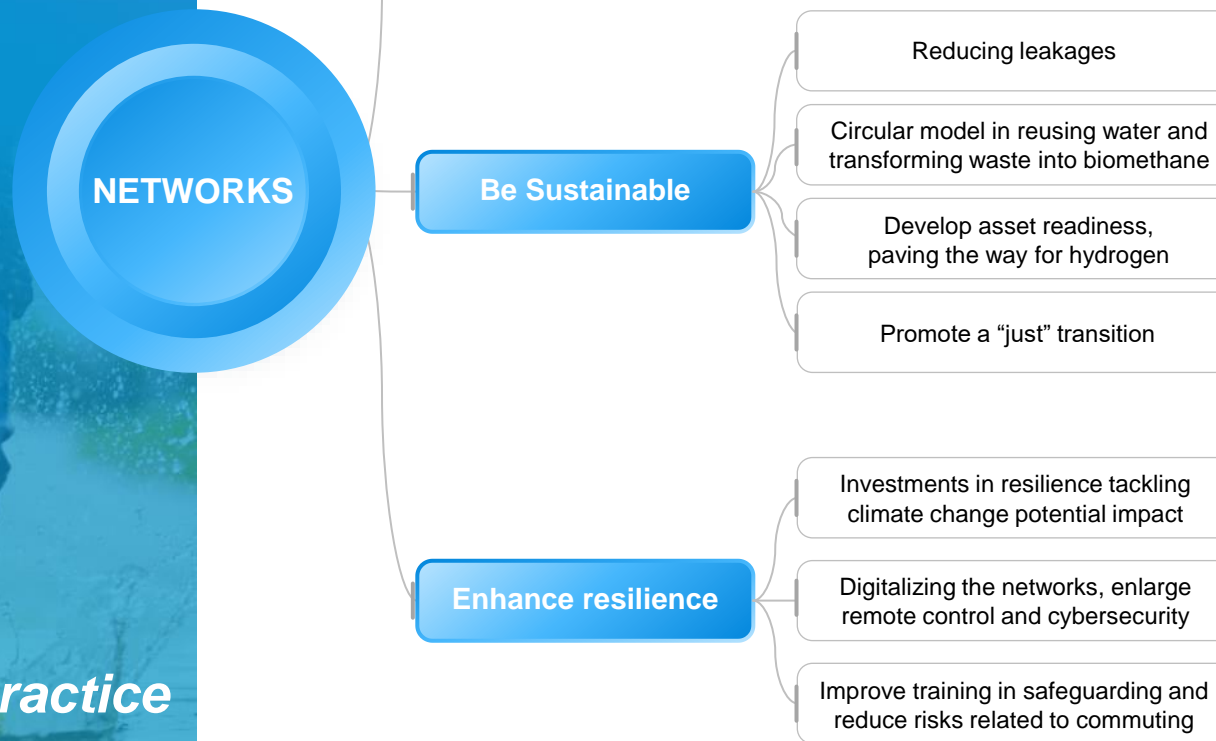 NETWORKS
Be Sustainable
Reducing leakages
Circular model in reusing water and
transforming waste into biomethane
Develop asset readiness,
paving the way for hydrogen
Promote a “just” transition
Enhance resilience
Investments in resilience tackling
climate change potential impact
Digitalizing the networks, enlarge
remote control and cybersecurity
Improve training in safeguarding and
reduce risks related to commuting
ractice